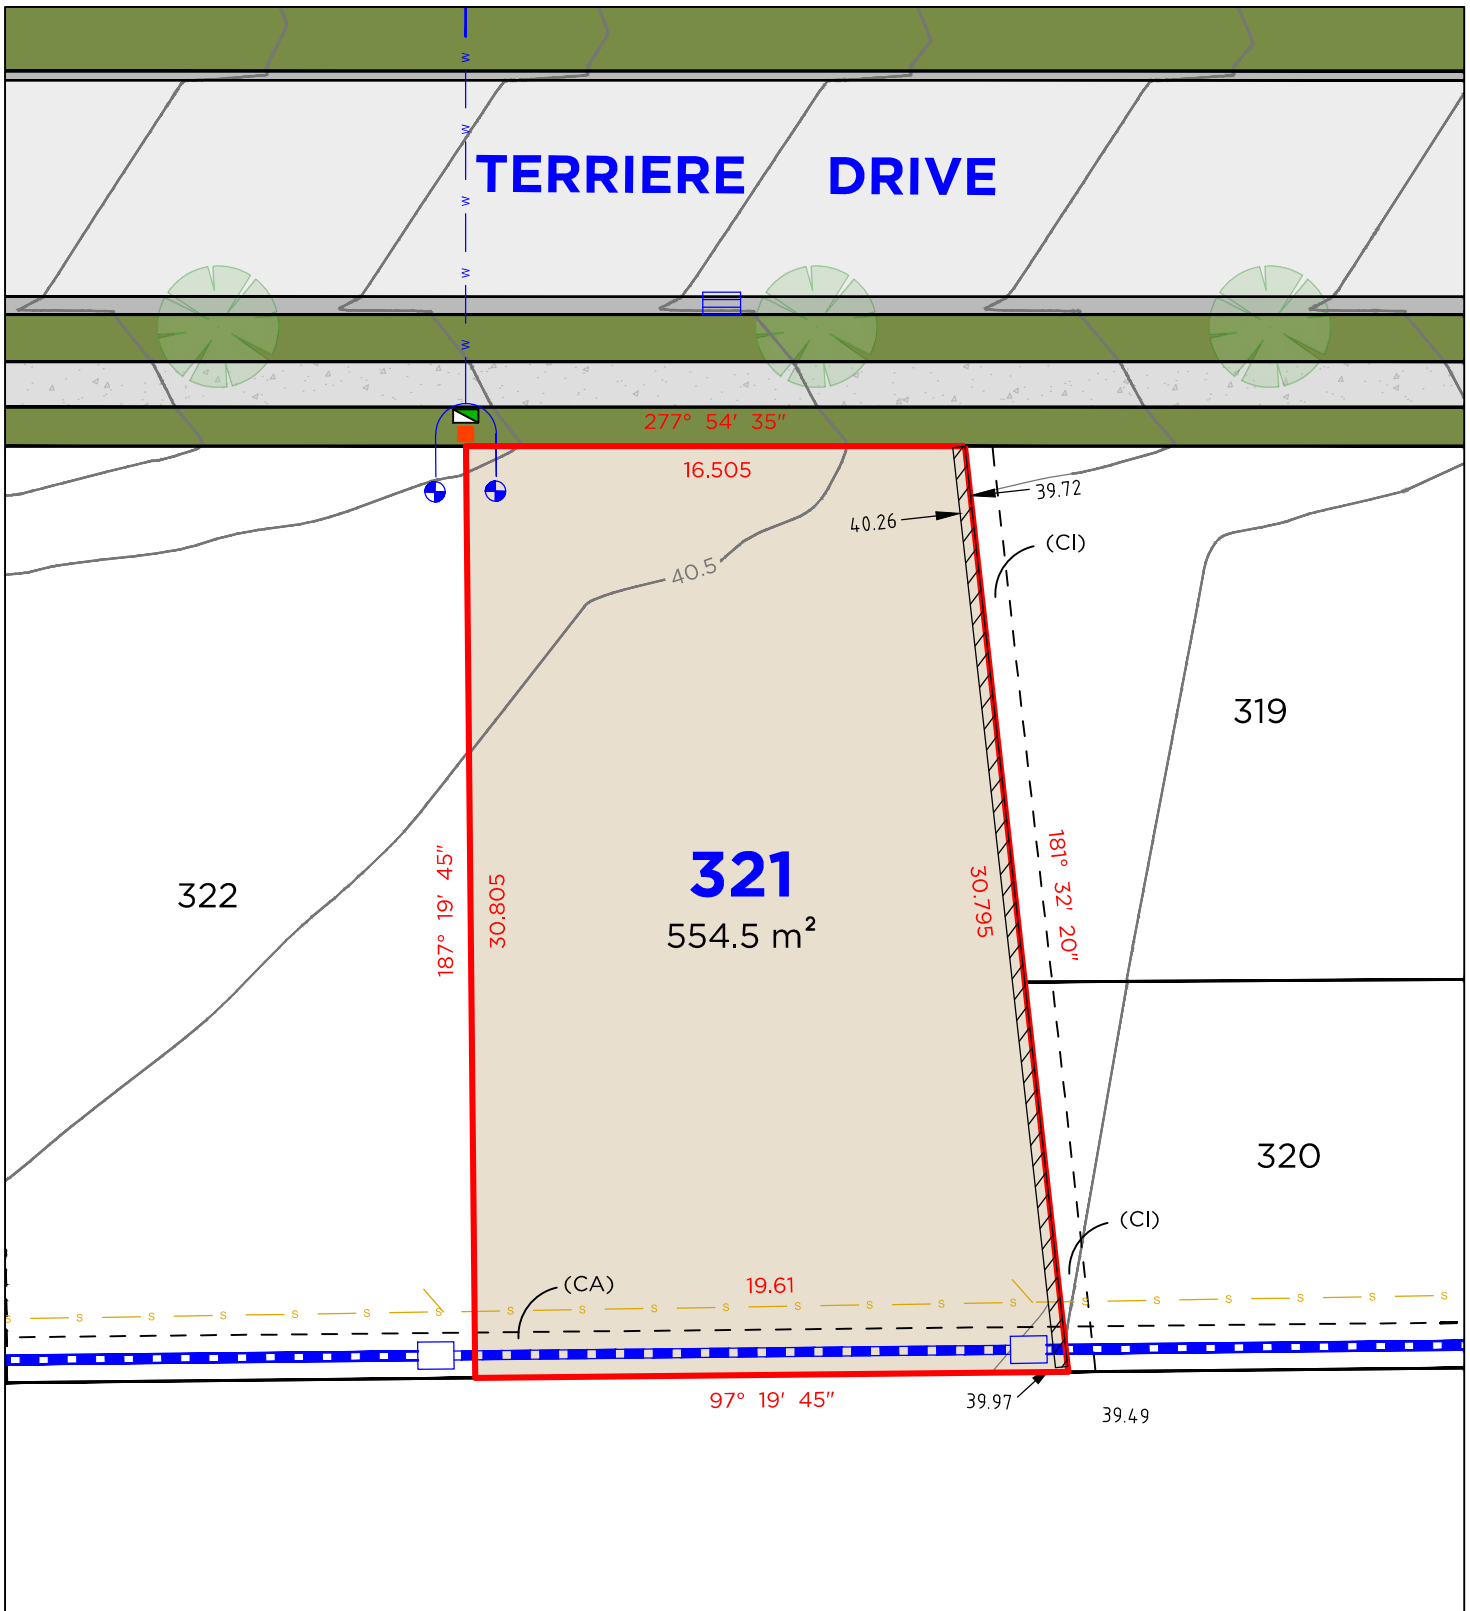 W
W
TERRIERE DRIVE
W
W
W
277° 54' 35"
16.505
39.72
40.26
(CI)
40.5
319
181° 32' 20"
187° 19' 45"
30.805
321
30.795
322
554.5 m²
320
(CI)
(CA)
19.61
S S S S S S S S S S S S S S S S S S S S S
97° 19' 45"
39.97
39.49